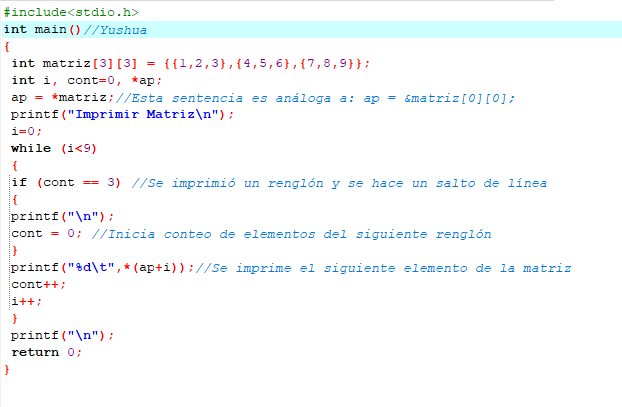 #include<stdio.h>
int main()//Yushua
{
int matriz[3][3] = {{1,2,3},{4,5,6},{7,8,9}};
int i, cont=0, *ap;
ap = *matriz;//Esta sentencia es análoga a: ap = &matriz[0][0];
printf("Imprimir Matriz\n");
i=0;
while (i<9)
{
if (cont == 3) //Se imprimió un renglón y se hace un salto de línea
{
printf("\n");
cont = 0; //Inicia conteo de elementos del siguiente renglón
}
printf("%d\t",*(ap+i));//Se imprime el siguiente elemento de la matriz
cont++;
i++;
}
printf("\n");
return 0;
}